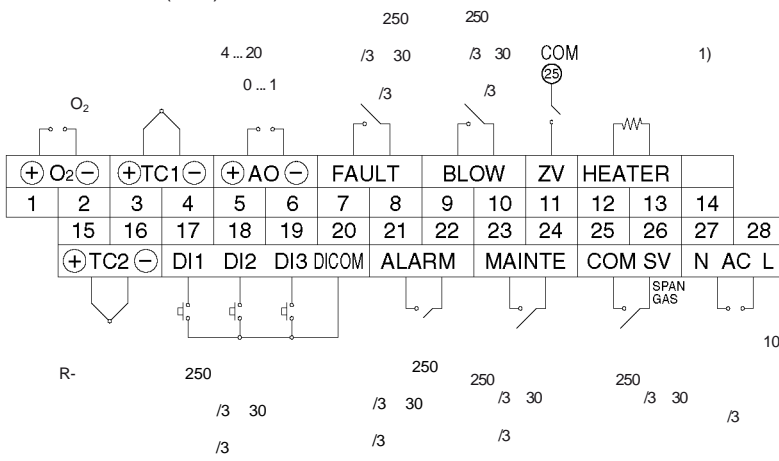 250 250
4 ... 20 /3 30 /3 30 COM 1)
25
0 ... 1 /3 /3
O2
+ O2 − + TC1 − + AO − FAULT BLOW ZV HEATER
1 2 3 4 5 6 7 8 9 10 11 12 13 14
15 16 17 18 19 20 21 22 23 24 25 26 27 28
+ TC2 − DI1 DI2 DI3 DICOM ALARM MAINTE COM SV N AC L
SPAN
GAS
10
R- 250 250 250 250
/3 30 /3 30 /3 30 /3 30
/3 /3 /3 /3